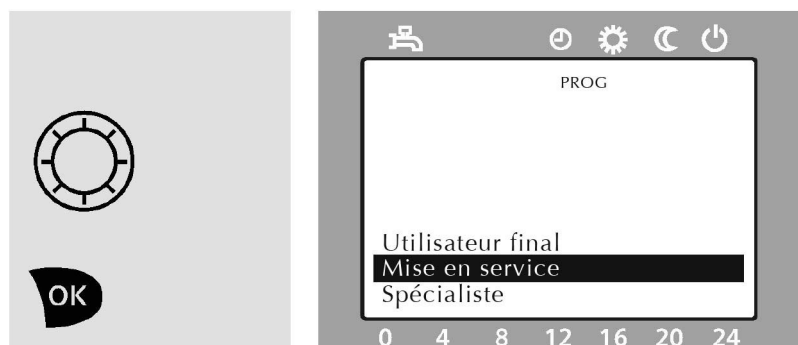 PROG
Utilisateur final
Mise en service
Spécialiste
OK
0 4 8 12 16 20 24